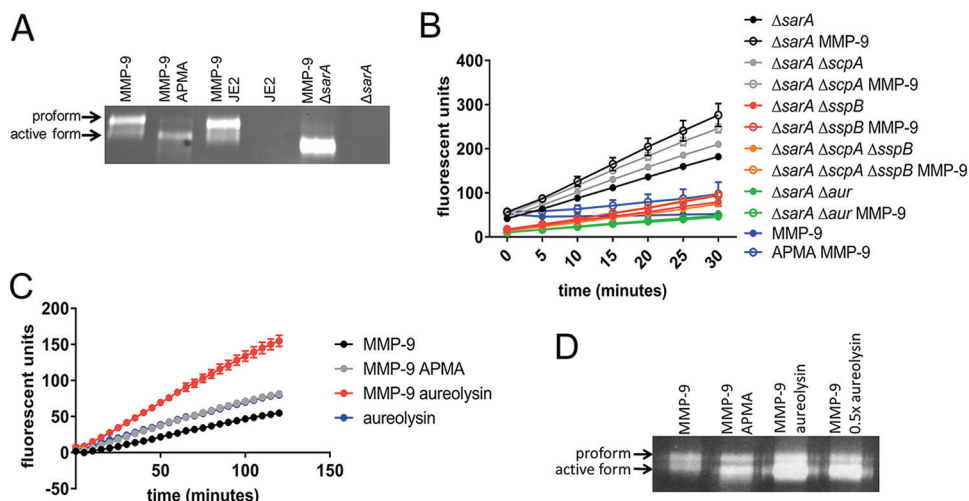 A
MMP-9
MMP-9
APMA
MMP-9
JE2
JE2
MMP-9
ΔsarA
ΔsarA
proform
active form
B
fluorescent units
400
300
200
100
0
0 5 10 15 20 25 30
time (minutes)
ΔsarA
ΔsarA MMP-9
ΔsarA ΔscpA
ΔsarA ΔscpA MMP-9
ΔsarA ΔsspB
ΔsarA ΔsspB MMP-9
ΔsarA ΔscpA ΔsspB
ΔsarA ΔscpA ΔsspB MMP-9
ΔsarA Δaur
ΔsarA Δaur MMP-9
MMP-9
APMA MMP-9
C
fluorescent units
200
150
100
50
0
-50
50 100 150
time (minutes)
MMP-9
MMP-9 APMA
MMP-9 aureolysin
aureolysin
D
MMP-9
MMP-9
APMA
MMP-9
aureolysin
MMP-9
0.5x aureolysin
proform
active form